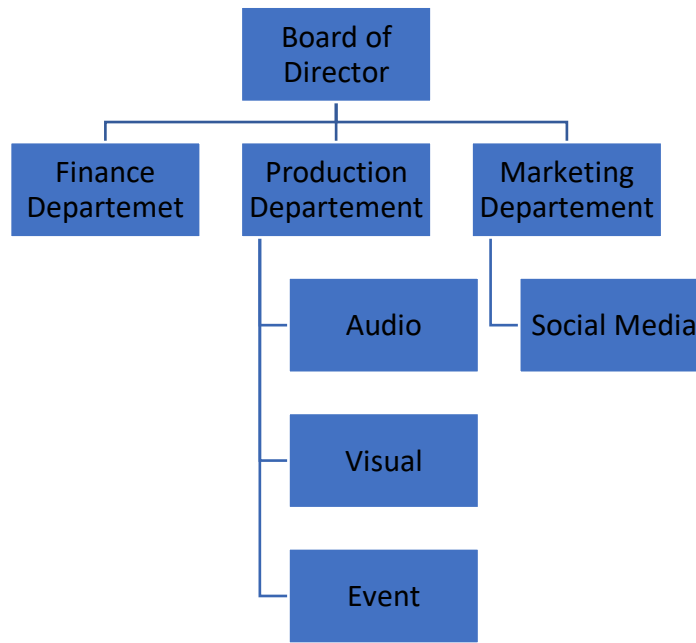 Board of
Director
Finance
Departemet
Production
Departement
Marketing
Departement
Audio
Social Media
Visual
Event